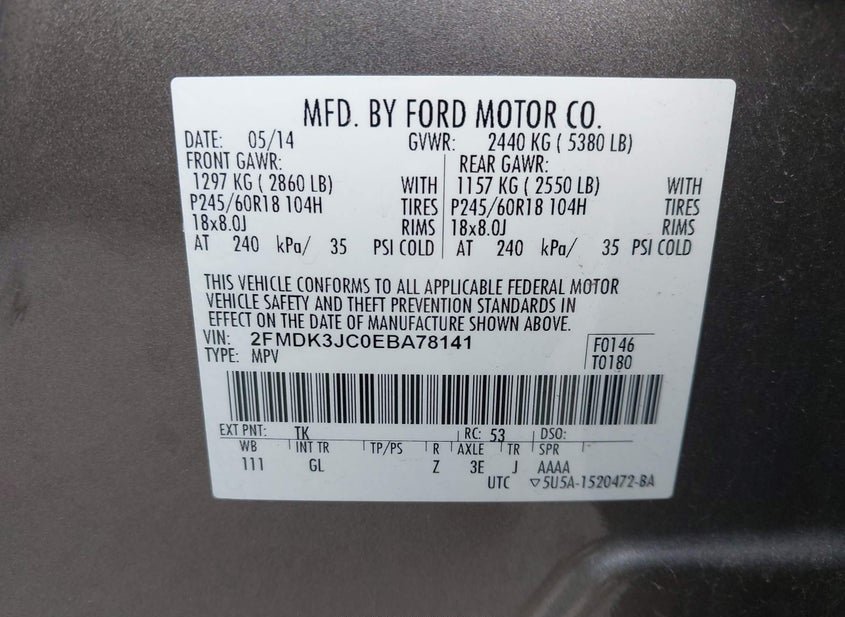 MFD. BY FORD MOTOR CO.
DATE: 05/14 GVWR: 2440 KG ( 5380 LB)
FRONT GAWR: REAR GAWR:
1297 KG ( 2860 LB) WITH 1157 KG ( 2550 LB) WITH
P245/60R18 104H TIRES P245/60R18 104H TIRES
18x8.0J RIMS 18x8.0J RIMS
AT 240 kPa/ 35 PSI COLD AT 240 kPa/ 35 PSI COLD
THIS VEHICLE CONFORMS TO ALL APPLICABLE FEDERAL MOTOR
VEHICLE SAFETY AND THEFT PREVENTION STANDARDS IN
EFFECT ON THE DATE OF MANUFACTURE SHOWN ABOVE.
VIN: 2FMDK3JC0EBA78141 F0146
TYPE: MPV T0180
EXT PNT: TK RC: 53 DSO:
WB INT TR TP/PS R AXLE TR SPR
111 GL Z 3E J AAAA
UTC ▽5U5A-1520472-BA